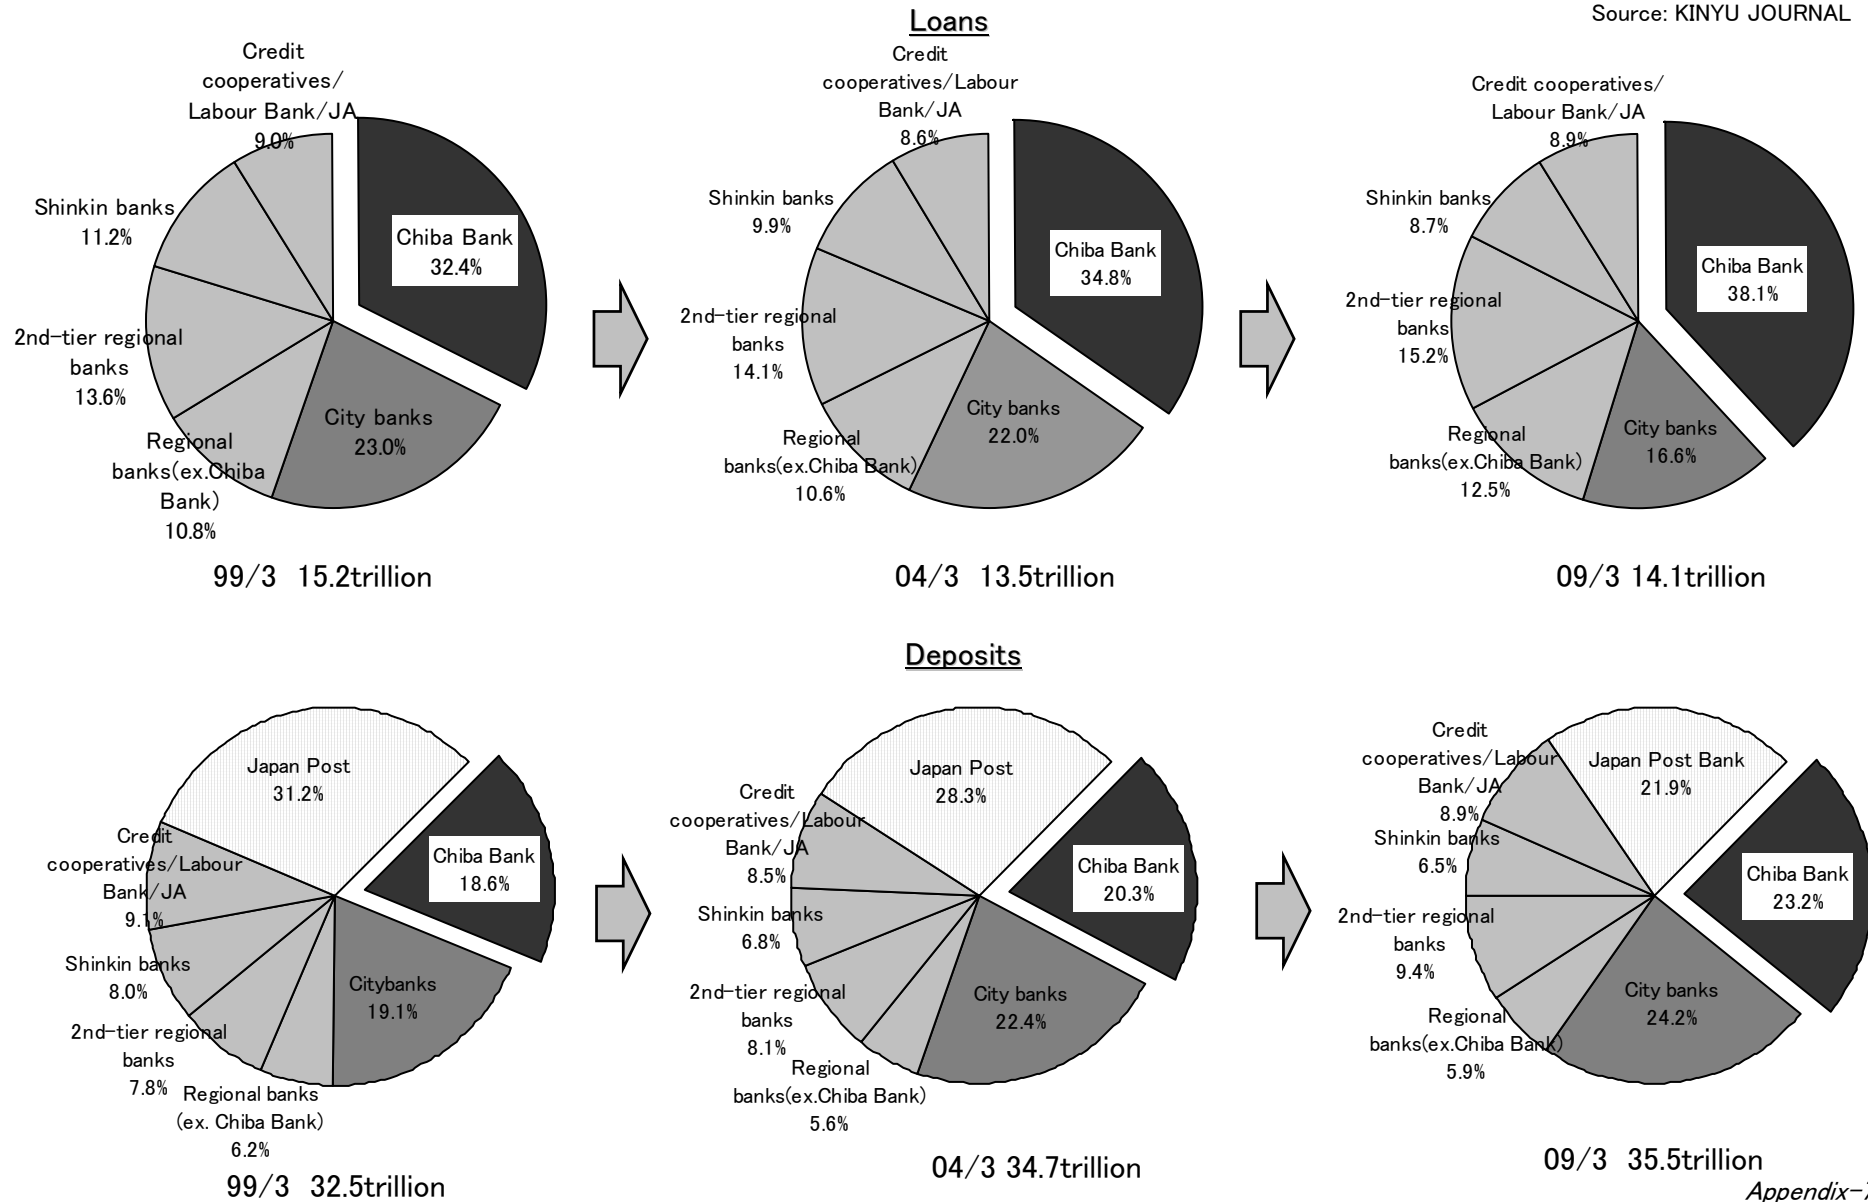 Loans
Source: KINYU JOURNAL
Credit
cooperatives/
Labour Bank/JA
9.0%
Shinkin banks
11.2%
Chiba Bank
32.4%
2nd-tier regional
banks
13.6%
City banks
23.0%
Regional
banks(ex.Chiba
Bank)
10.8%
99/3 15.2trillion
Credit
cooperatives/Labour
Bank/JA
8.6%
Shinkin banks
9.9%
Chiba Bank
34.8%
2nd-tier regional
banks
14.1%
City banks
22.0%
Regional
banks(ex.Chiba Bank)
10.6%
04/3 13.5trillion
Credit cooperatives/
Labour Bank/JA
8.9%
Shinkin banks
8.7%
Chiba Bank
38.1%
2nd-tier regional
banks
15.2%
City banks
16.6%
Regional
banks(ex.Chiba Bank)
12.5%
09/3 14.1trillion
Deposits
Japan Post
31.2%
Credit
cooperatives/Labour
Bank/JA
9.1%
Chiba Bank
18.6%
Shinkin banks
8.0%
Citybanks
19.1%
2nd-tier regional
banks
7.8%
Regional banks
(ex. Chiba Bank)
6.2%
99/3 32.5trillion
Japan Post
28.3%
Credit
cooperatives/Labour
Bank/JA
8.5%
Chiba Bank
20.3%
Shinkin banks
6.8%
City banks
22.4%
2nd-tier regional
banks
8.1%
Regional
banks(ex.Chiba Bank)
5.6%
04/3 34.7trillion
Credit
cooperatives/Labour
Bank/JA
8.9%
Japan Post Bank
21.9%
Shinkin banks
6.5%
Chiba Bank
23.2%
2nd-tier regional
banks
9.4%
City banks
24.2%
Regional
banks(ex.Chiba Bank)
5.9%
09/3 35.5trillion